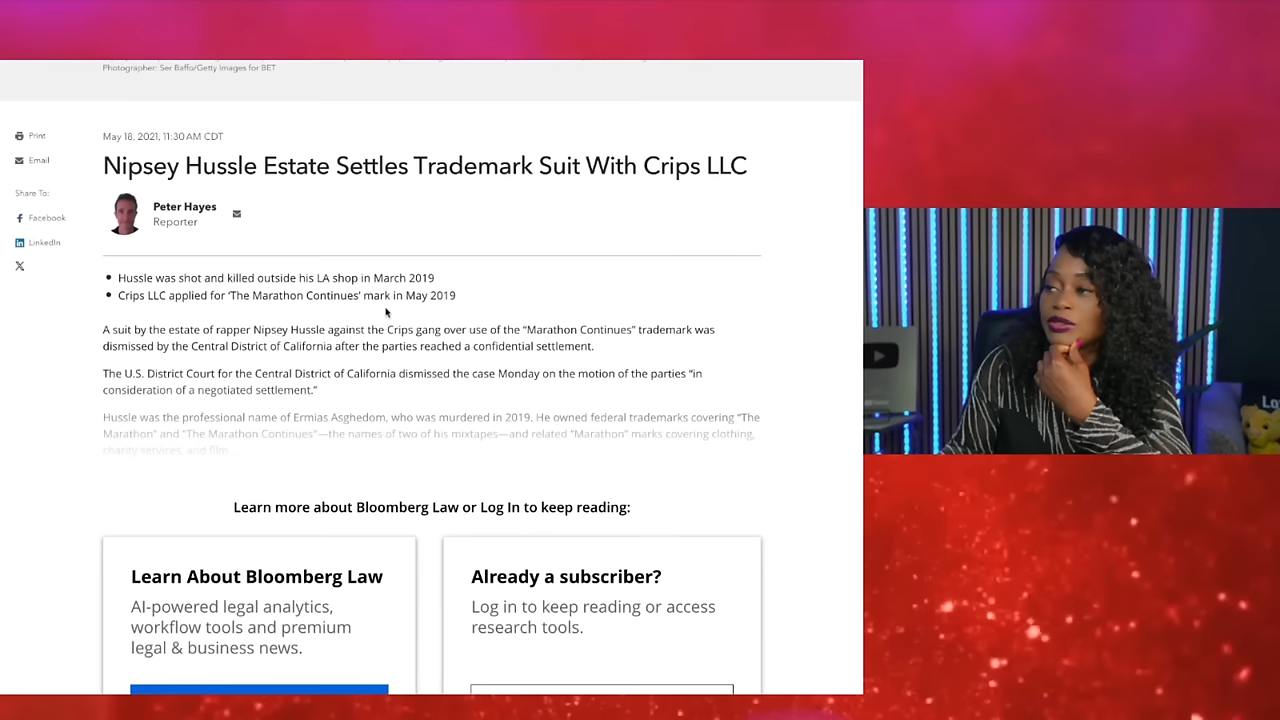 Photographer: Ser Baffo/Getty Images for BET
Print
Email
Share To:
Facebook
LinkedIn
May 18, 2021, 11:30 AM CDT
Nipsey Hussle Estate Settles Trademark Suit With Crips LLC
Peter Hayes
Reporter
• Hussle was shot and killed outside his LA shop in March 2019
• Crips LLC applied for ‘The Marathon Continues’ mark in May 2019
A suit by the estate of rapper Nipsey Hussle against the Crips gang over use of the “Marathon Continues” trademark was
dismissed by the Central District of California after the parties reached a confidential settlement.
The U.S. District Court for the Central District of California dismissed the case Monday on the motion of the parties “in
consideration of a negotiated settlement.”
Hussle was the professional name of Ermias Asghedom, who was murdered in 2019. He owned federal trademarks covering “The
Marathon” and “The Marathon Continues”—the names of two of his mixtapes—and related “Marathon” marks covering clothing,
charity services, and film...
Learn more about Bloomberg Law or Log In to keep reading:
Learn About Bloomberg Law
AI-powered legal analytics,
workflow tools and premium
legal & business news.
Already a subscriber?
Log in to keep reading or access
research tools.